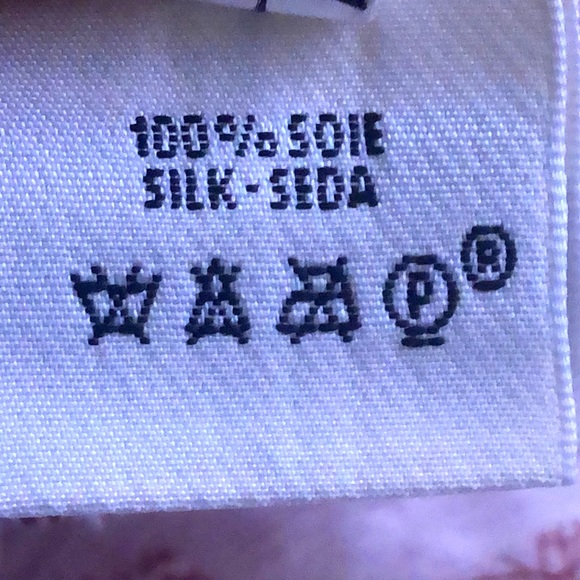 100% SOIE
SILK - SEDA
P ®